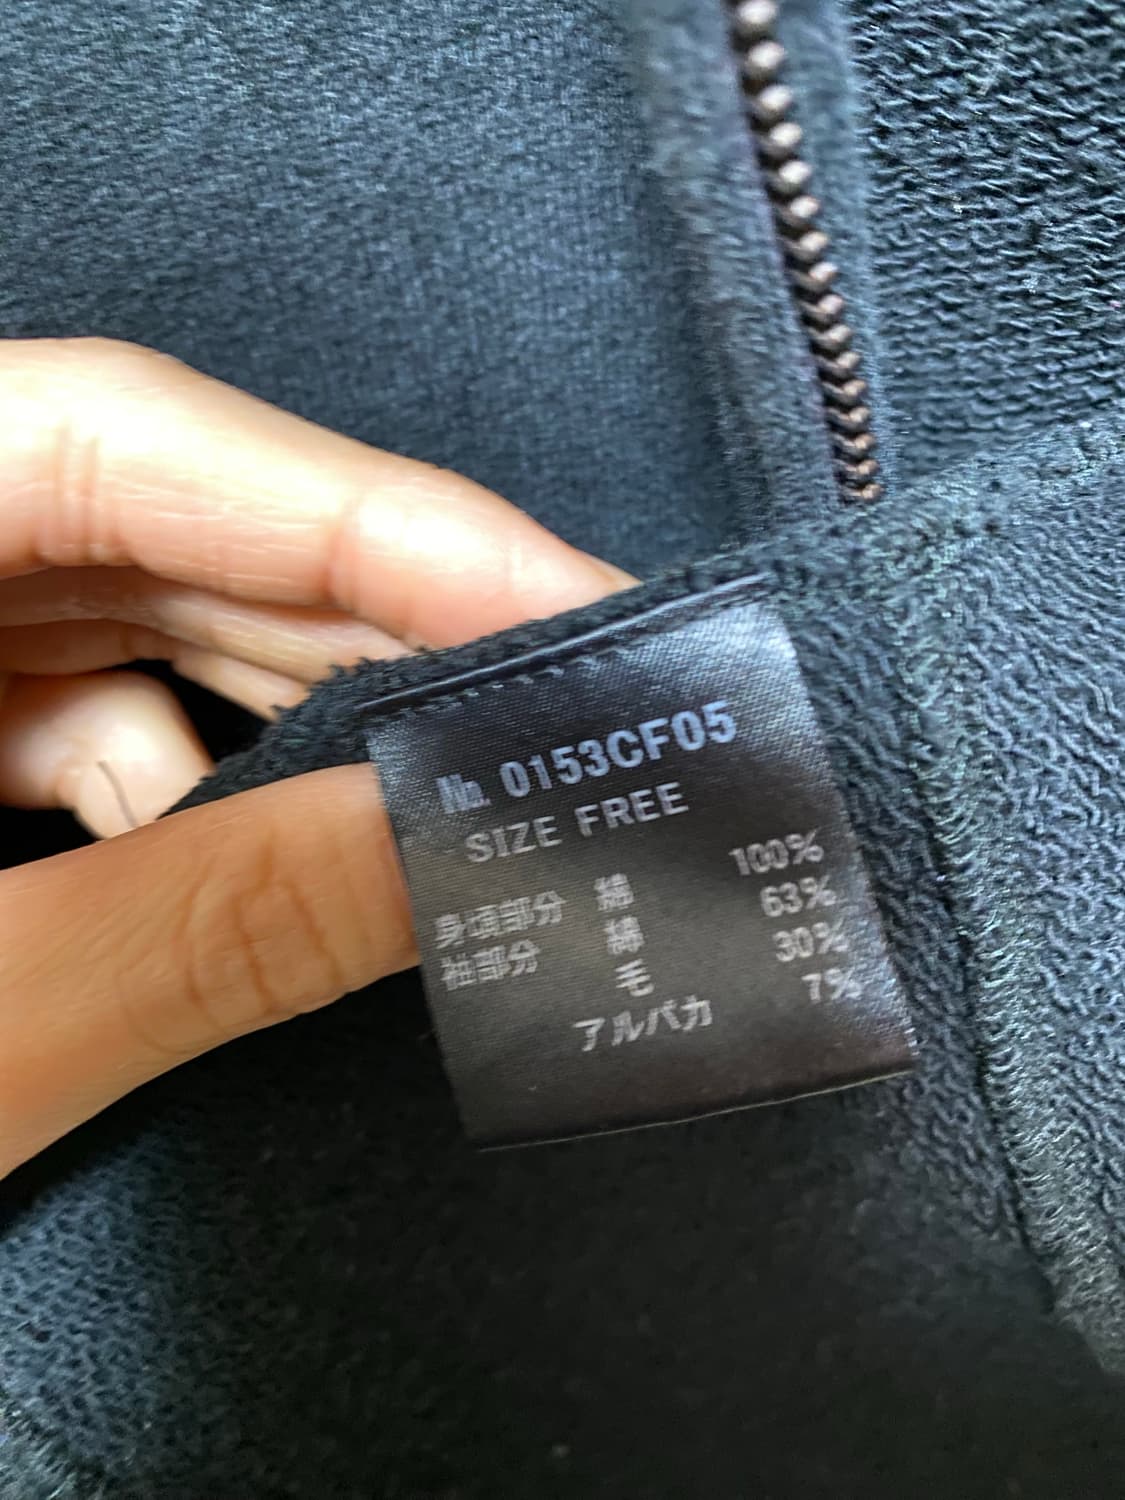 № 0153CF05
SIZE FREE
身頃部分 綿 100%
袖部分 綿 63%
毛 30%
アルパカ 7%